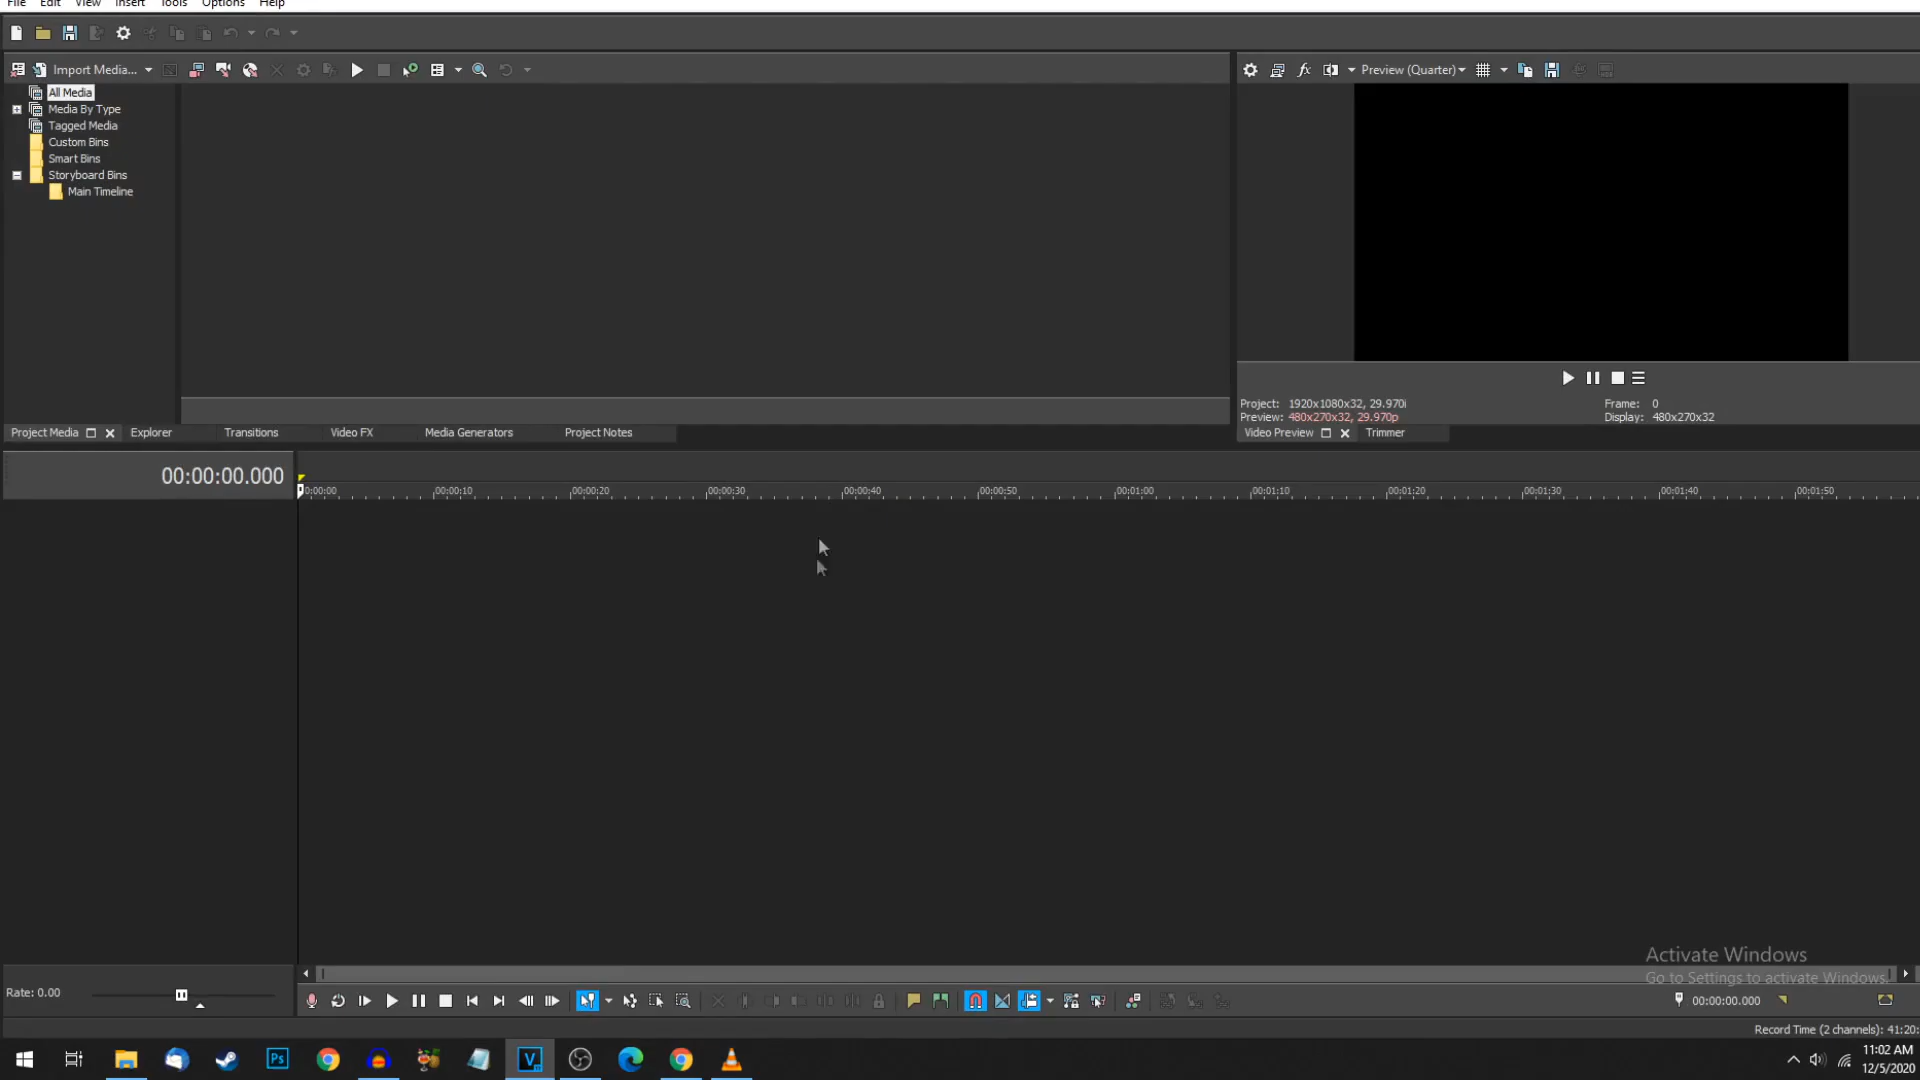 File Edit View Insert Tools Options Help
Import Media...
Preview (Quarter)
All Media
Media By Type
Tagged Media
Custom Bins
Smart Bins
Storyboard Bins
Main Timeline
Project: 1920x1080x32, 29.970i
Frame: 0
Preview: 480x270x32, 29.970p
Display: 480x270x32
Project Media Explorer Transitions Video FX Media Generators Project Notes
Video Preview Trimmer
00:00:00.000
0:00:00 00:00:10 00:00:20 00:00:30 00:00:40 00:00:50 00:01:00 00:01:10 00:01:20 00:01:30 00:01:40 00:01:50
Activate Windows
Go to Settings to activate Windows.
Rate: 0.00
00:00:00.000
Record Time (2 channels): 41:20:
Ps
V
11:02 AM
12/5/2020